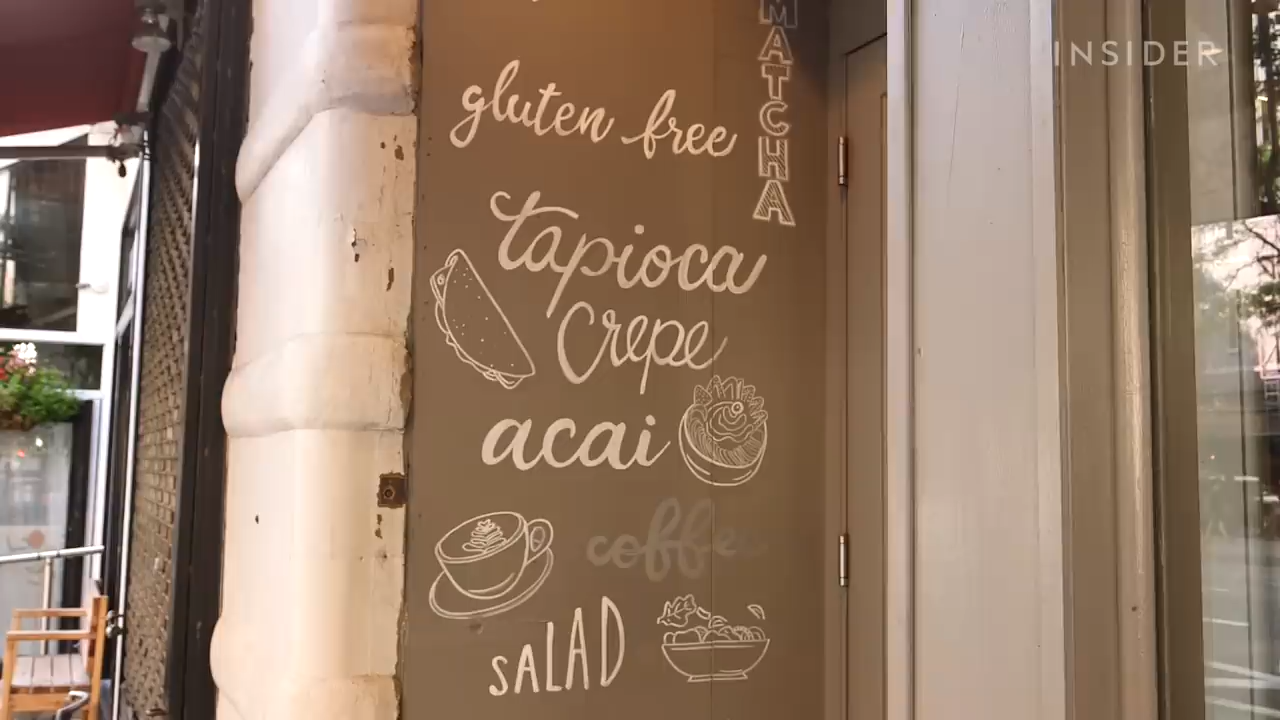 INSIDER
MATCHA
gluten free
tapioca
crepe
acai
coffee
SALAD